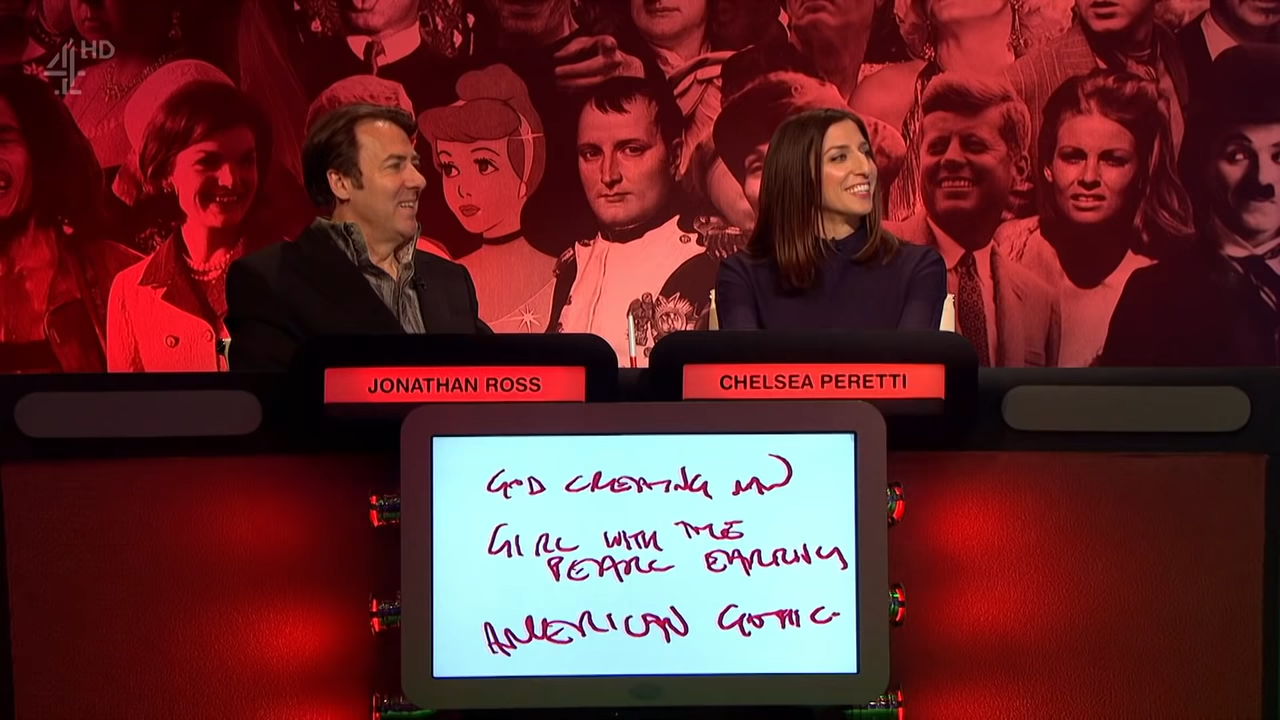 4 HD
JONATHAN ROSS
CHELSEA PERETTI
GOD CREATING MAN
GIRL WITH THE
PEARL EARRING
AMERICAN GOTHIC